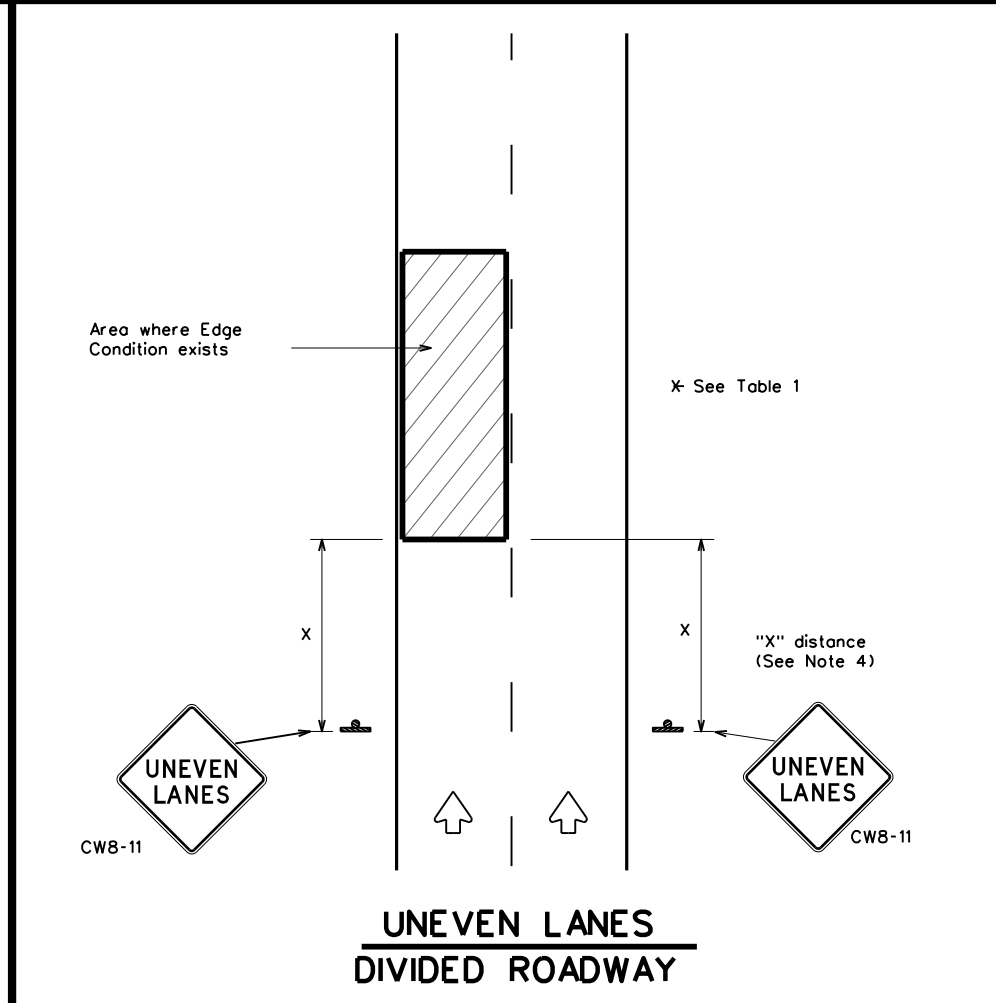 Area where Edge
Condition exists
X See Table 1
X
X
"X" distance
(See Note 4)
UNEVEN
LANES
CW8-11
UNEVEN
LANES
CW8-11
UNEVEN LANES
DIVIDED ROADWAY